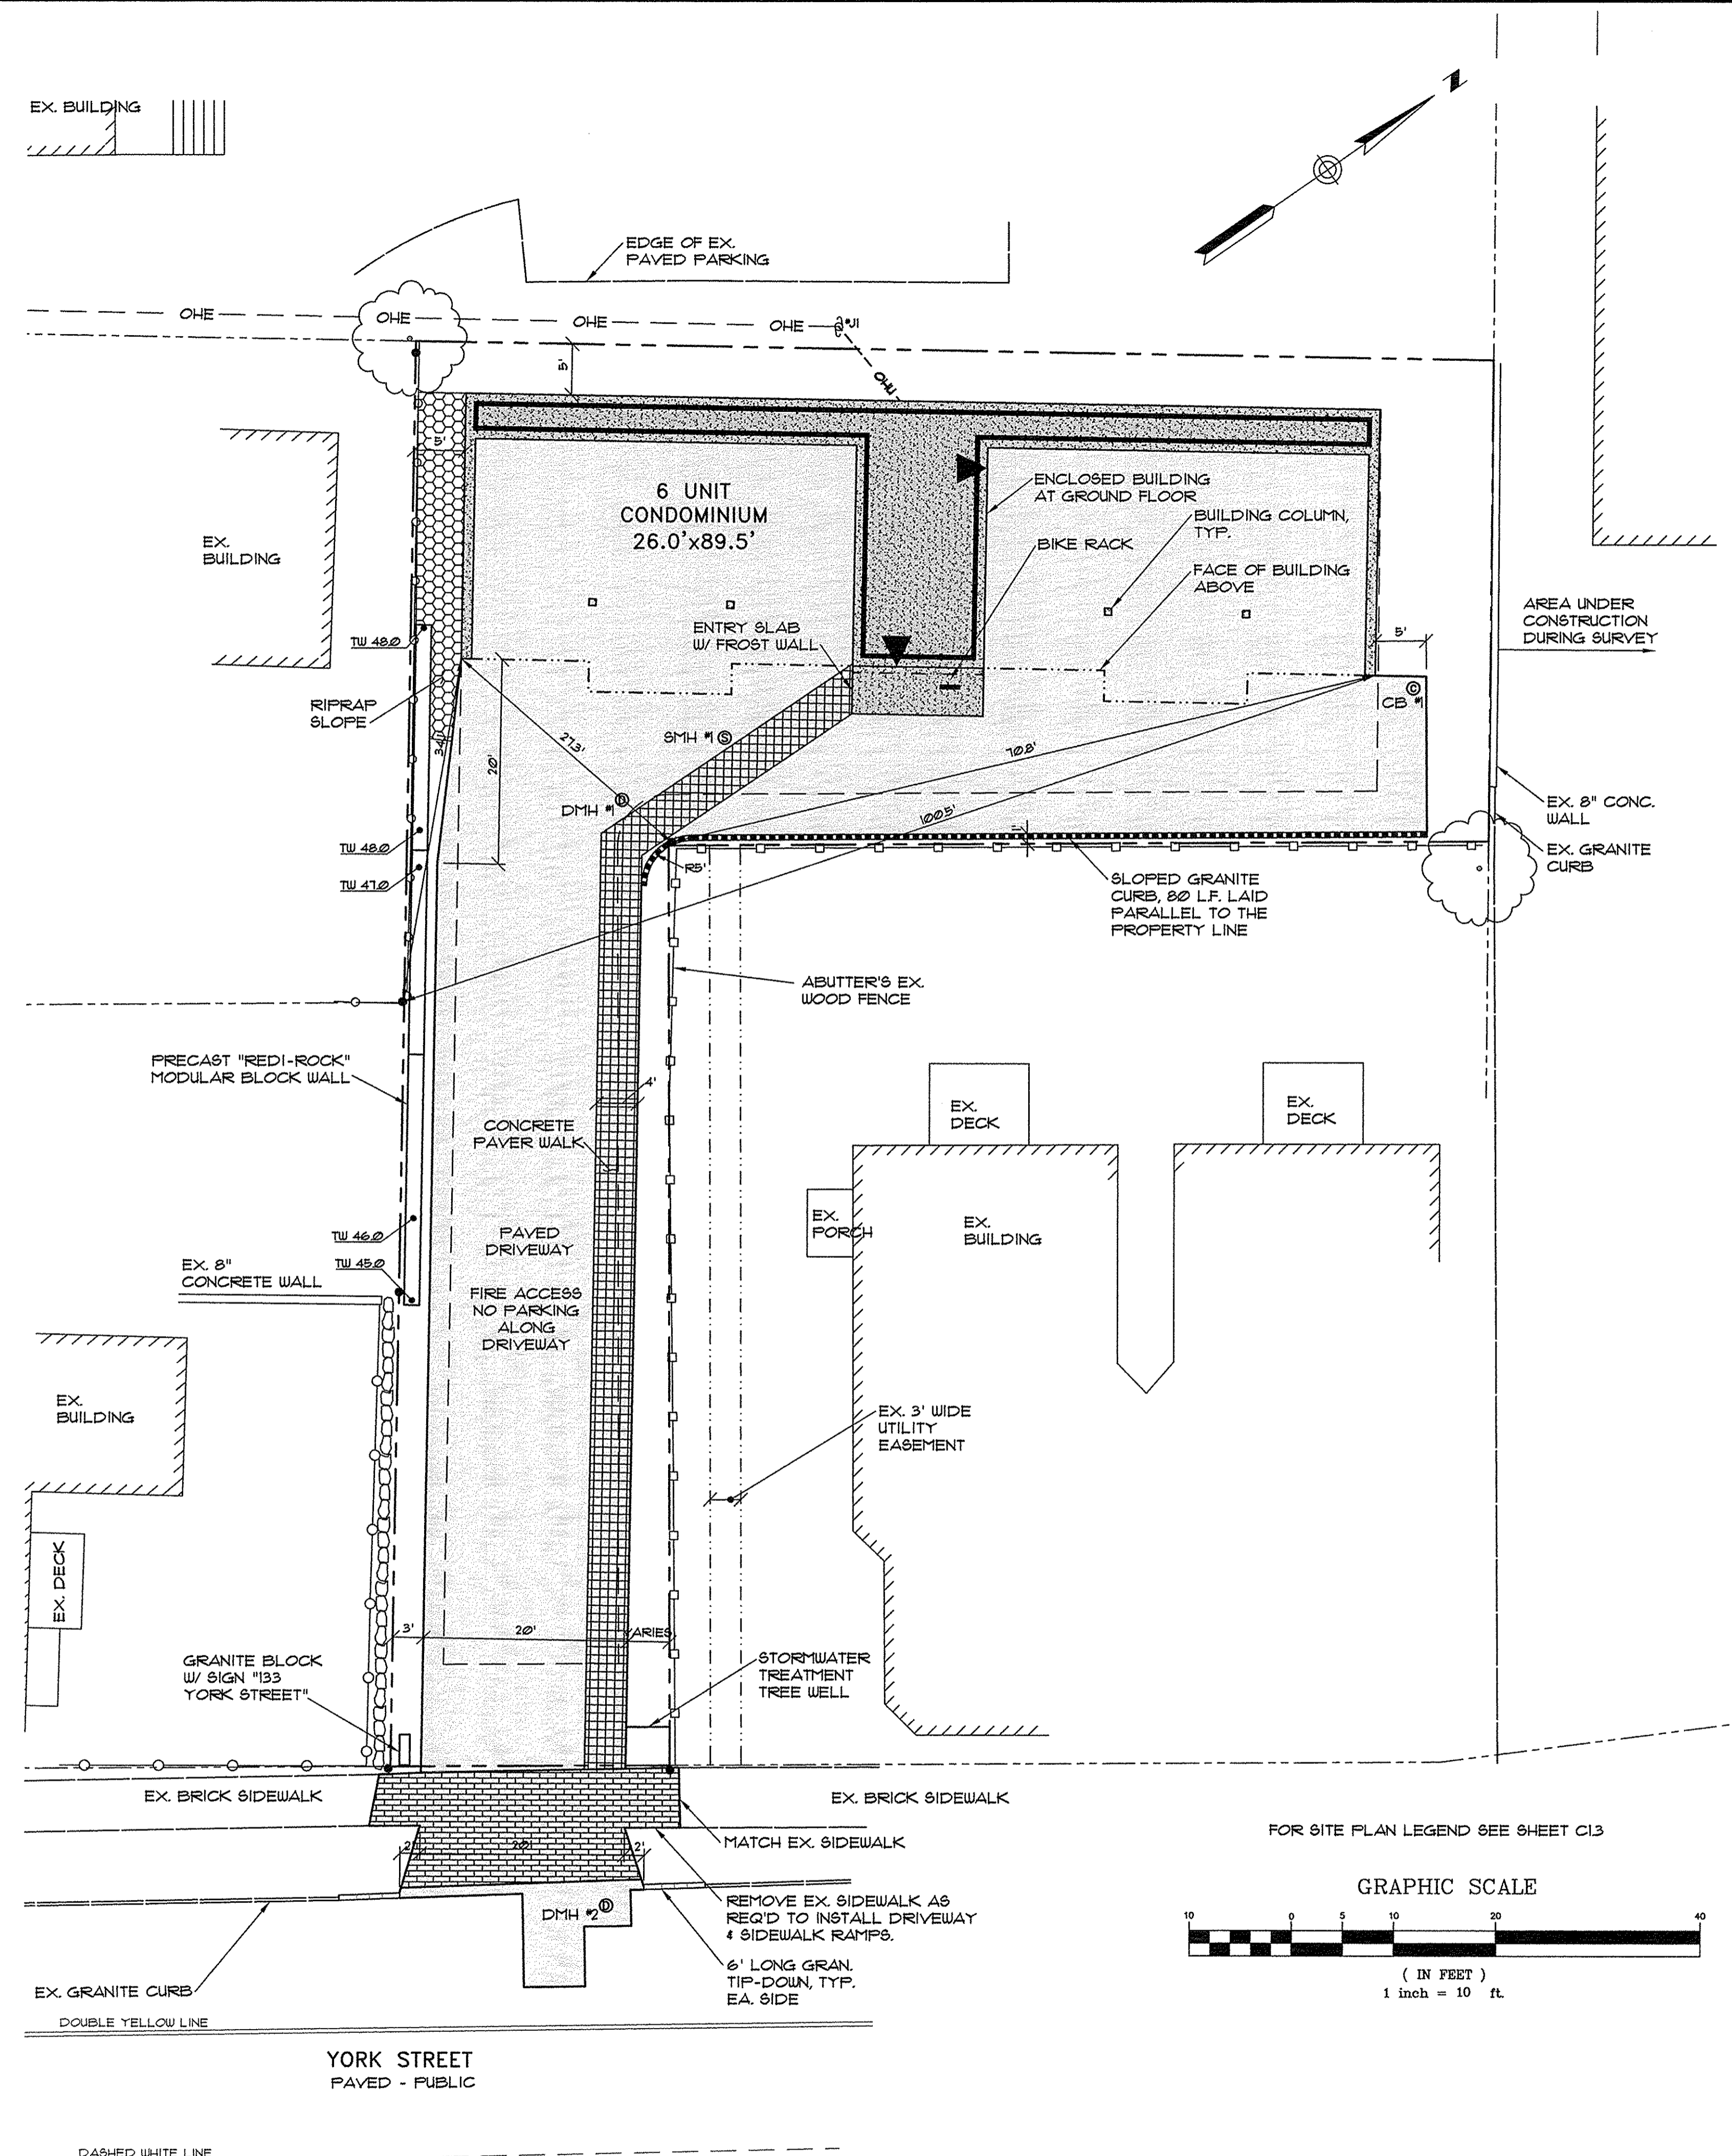 EX. BUILDING
Z
EDGE OF EX.
PAVED PARKING
OHE
OHE
OHE
OHE
#J1
5'
OHU
5'
6 UNIT
CONDOMINIUM
26.0'x89.5'
ENCLOSED BUILDING
AT GROUND FLOOR
BUILDING COLUMN,
TYP.
BIKE RACK
FACE OF BUILDING
ABOVE
EX.
BUILDING
AREA UNDER
CONSTRUCTION
DURING SURVEY
ENTRY SLAB
W/ FROST WALL
5'
TW 48.0
RIPRAP
SLOPE
CB #1
C
34'
27.3'
20'
SMH #1
S
70.8'
DMH #1
D
100.5'
1'
EX. 8" CONC.
WALL
EX. GRANITE
CURB
TW 48.0
TW 47.0
R5'
SLOPED GRANITE
CURB, 80 L.F. LAID
PARALLEL TO THE
PROPERTY LINE
ABUTTER'S EX.
WOOD FENCE
PRECAST "REDI-ROCK"
MODULAR BLOCK WALL
4'
CONCRETE
PAVER WALK
EX.
DECK
EX.
DECK
EX.
PORCH
EX.
BUILDING
TW 46.0
PAVED
DRIVEWAY
EX. 8"
CONCRETE WALL
TW 45.0
FIRE ACCESS
NO PARKING
ALONG
DRIVEWAY
EX.
BUILDING
EX. 3' WIDE
UTILITY
EASEMENT
EX. DECK
3'
20'
VARIES
GRANITE BLOCK
W/ SIGN "133
YORK STREET"
STORMWATER
TREATMENT
TREE WELL
EX. BRICK SIDEWALK
EX. BRICK SIDEWALK
MATCH EX. SIDEWALK
2'
20'
2'
FOR SITE PLAN LEGEND SEE SHEET C1.3
GRAPHIC SCALE
10 0 5 10 20 40
( IN FEET )
1 inch = 10 ft.
DMH #2
D
REMOVE EX. SIDEWALK AS
REQ'D TO INSTALL DRIVEWAY
& SIDEWALK RAMPS.
6' LONG GRAN.
TIP-DOWN, TYP.
EA. SIDE
EX. GRANITE CURB
DOUBLE YELLOW LINE
YORK STREET
PAVED - PUBLIC
DASHED WHITE LINE